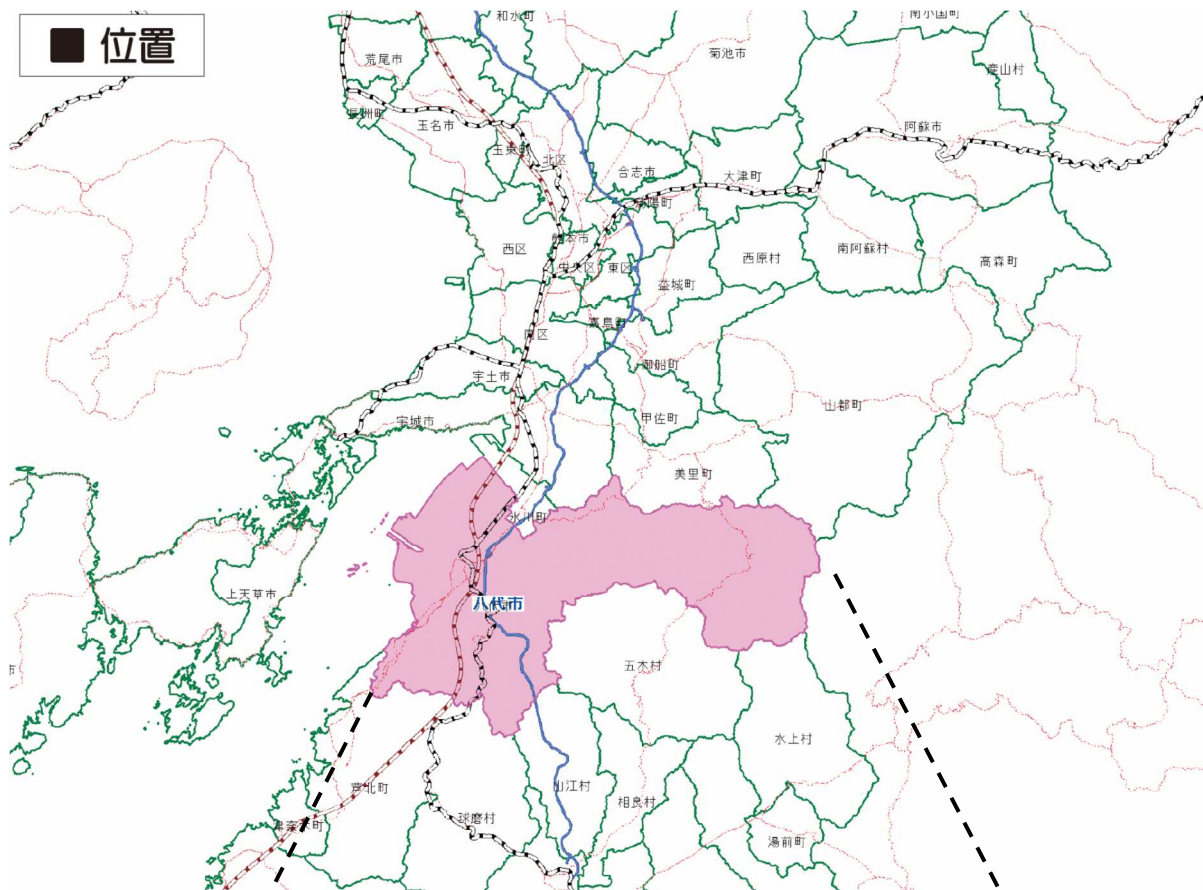 ■ 位置
和水町
南小国町
荒尾市
菊池市
産山村
長洲町
玉名市
阿蘇市
玉東町
北区
合志市
大津町
菊陽町
西区
熊本市
中央区
東区
西原村
南阿蘇村
高森町
益城町
嘉島町
南区
御船町
宇土市
宇城市
甲佐町
山都町
美里町
氷川町
上天草市
八代市
五木村
市
水上村
芦北町
津奈木町
球磨村
山江村
相良村
湯前町